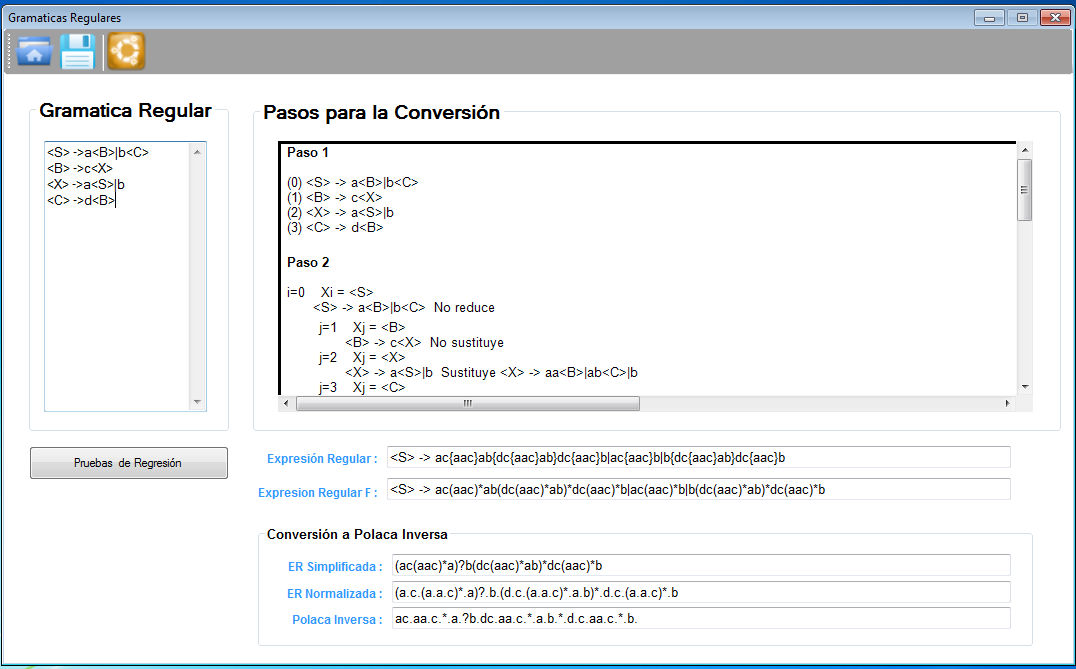 Gramaticas Regulares
Gramatica Regular
<S> ->a<B>|b<C>
<B> ->c<X>
<X> ->a<S>|b
<C> ->d<B>
Pruebas de Regresión
Pasos para la Conversión
Paso 1
(0) <S> -> a<B>|b<C>
(1) <B> -> c<X>
(2) <X> -> a<S>|b
(3) <C> -> d<B>
Paso 2
i=0 Xi = <S>
<S> -> a<B>|b<C> No reduce
j=1 Xj = <B>
<B> -> c<X> No sustituye
j=2 Xj = <X>
<X> -> a<S>|b Sustituye <X> -> aa<B>|ab<C>|b
j=3 Xj = <C>
Expresión Regular : <S> -> ac{aac}ab{dc{aac}ab}dc{aac}b|ac{aac}b|b{dc{aac}ab}dc{aac}b
Expresion Regular F : <S> -> ac(aac)*ab(dc(aac)*ab)*dc(aac)*b|ac(aac)*b|b(dc(aac)*ab)*dc(aac)*b
Conversión a Polaca Inversa
ER Simplificada : (ac(aac)*a)?b(dc(aac)*ab)*dc(aac)*b
ER Normalizada : (a.c.(a.a.c)*.a)?.b.(d.c.(a.a.c)*.a.b)*.d.c.(a.a.c)*.b
Polaca Inversa : ac.aa.c.*.a.?b.dc.aa.c.*.a.b.*.d.c.aa.c.*.b.